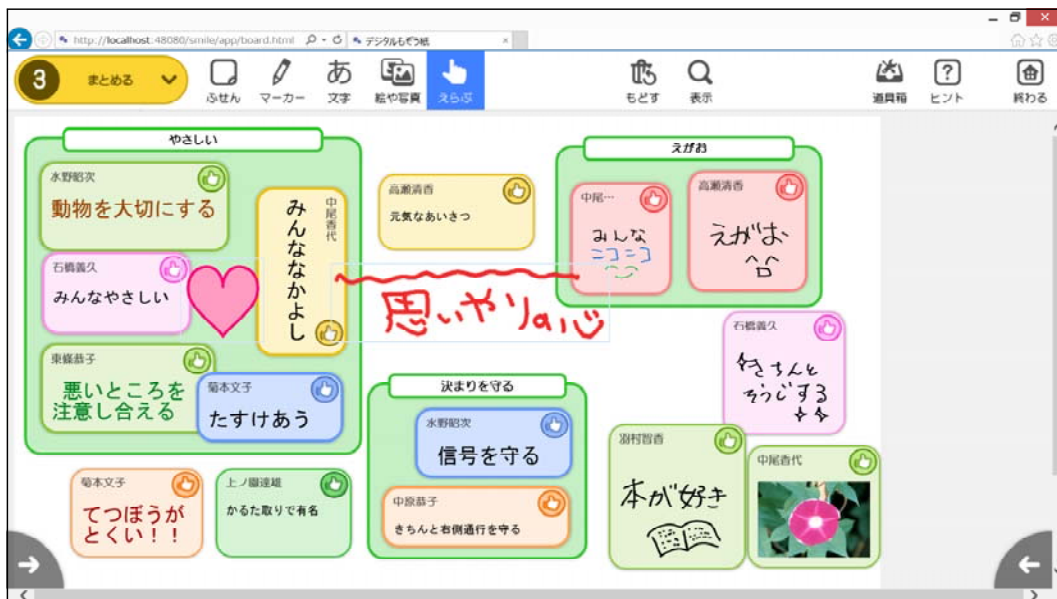 http://localhost:48080/smile/app/board.html
デジタルもぞう紙
3 まとめる
ふせん
マーカー
あ
文字
絵や写真
えらぶ
もどす
表示
道具箱
?
ヒント
終わる
やさしい
水野昭次
動物を大切にする
中尾香代
みんななかよし
石橋義久
みんなやさしい
東條恭子
悪いところを
注意し合える
菊本文子
たすけあう
高瀬清香
元気なあいさつ
思いやりの心
えがお
中尾…
みんな
ニコニコ
高瀬清香
えがお
決まりを守る
水野昭次
信号を守る
中原恭子
きちんと右側通行を守る
石橋義久
きちんと
そうじする
羽村智香
本が好き
中尾香代
菊本文子
てつぼうが
とくい！！
上ノ園達雄
かるた取りで有名